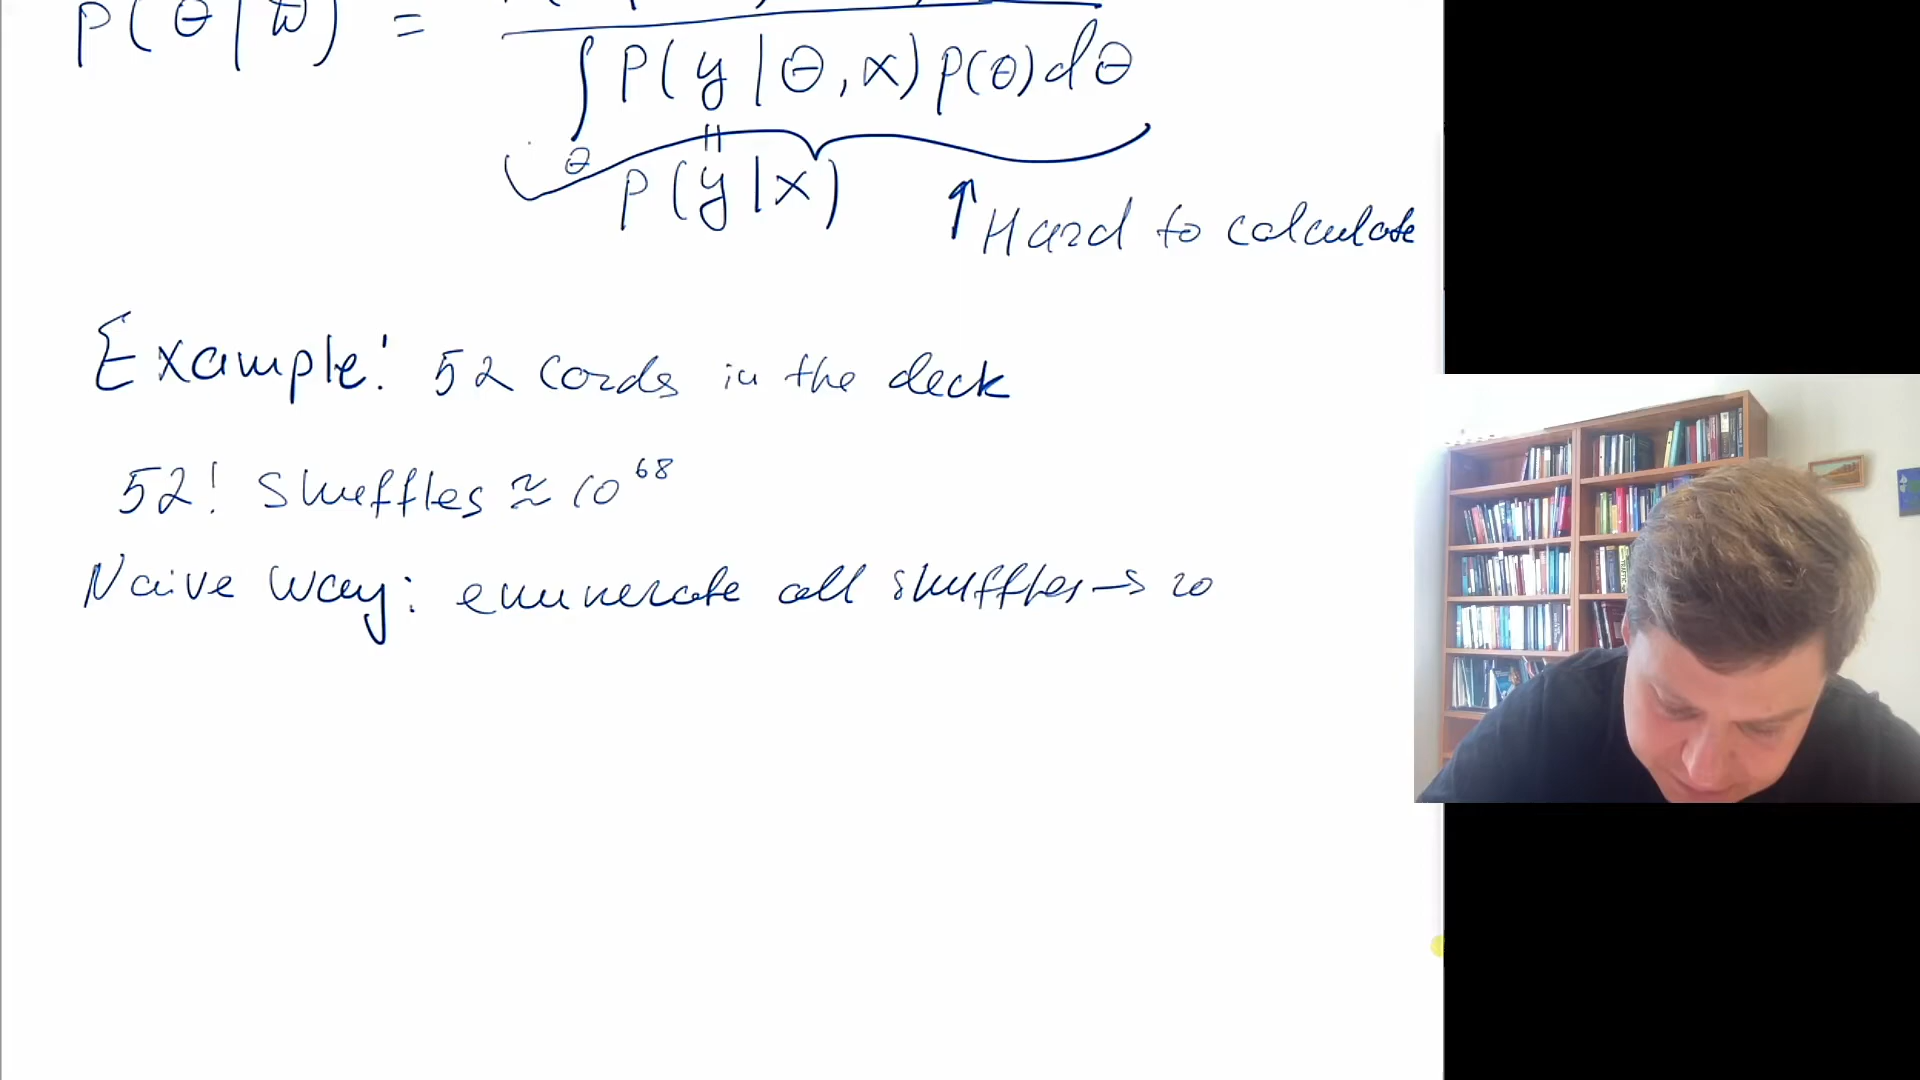 p(θ|D) =
∫ p(y|θ,x) p(θ) dθ
θ
=
p(y|x) ↑ Hard to calculate
Example: 52 cards in the deck
52! shuffles ≈ 10^68
Naive way: enumerate all shuffles →